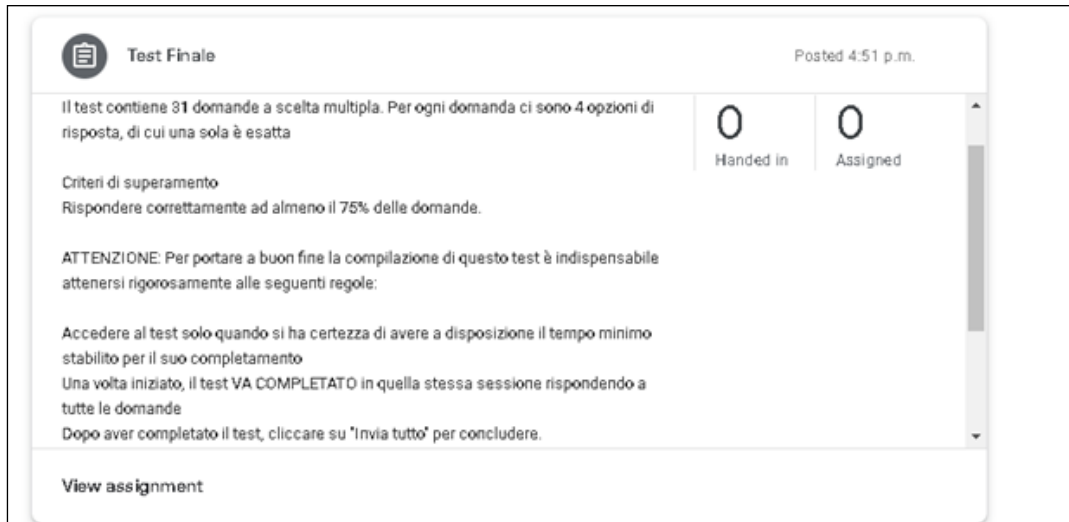 Test Finale
Posted 4:51 p.m.
Il test contiene 31 domande a scelta multipla. Per ogni domanda ci sono 4 opzioni di
risposta, di cui una sola è esatta
0
Handed in
0
Assigned
Criteri di superamento
Rispondere correttamente ad almeno il 75% delle domande.
ATTENZIONE: Per portare a buon fine la compilazione di questo test è indispensabile
attenersi rigorosamente alle seguenti regole:
Accedere al test solo quando si ha certezza di avere a disposizione il tempo minimo
stabilito per il suo completamento
Una volta iniziato, il test VA COMPLETATO in quella stessa sessione rispondendo a
tutte le domande
Dopo aver completato il test, cliccare su "Invia tutto" per concludere.
View assignment